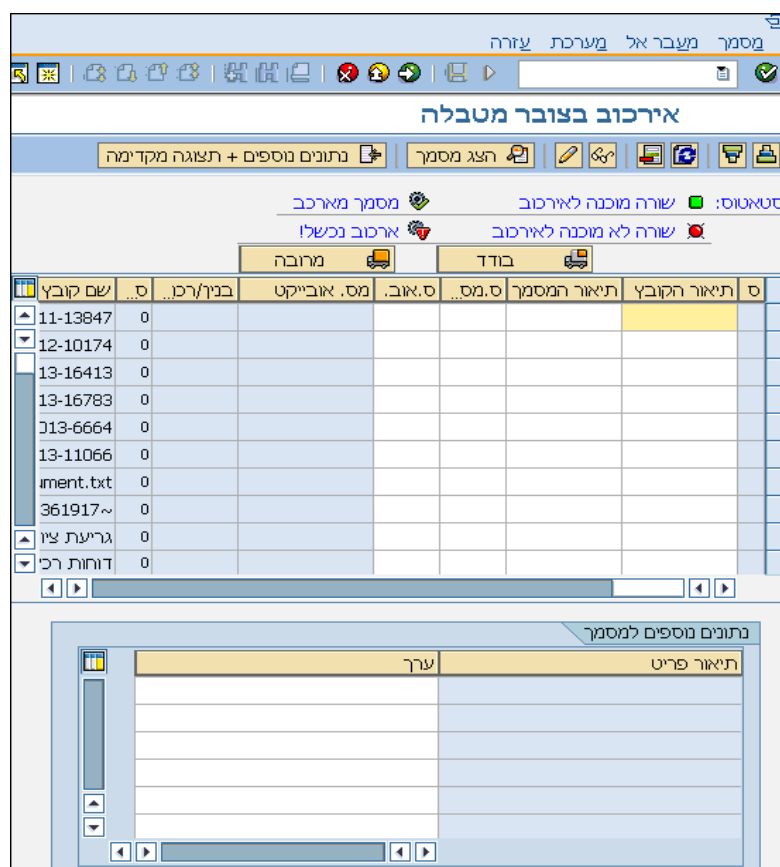 מסמך מעבר אל מערכת עזרה
אירכוב בצובר מטבלה
הצג מסמך נתונים נוספים + תצוגה מקדימה
סטאטוס: שורה מוכנה לאירכוב מסמך מארכב
שורה לא מוכנה לאירכוב ארכוב נכשל!
בודד מרובה
ס תיאור הקובץ תיאור המסמך ס.מס... ס.אוב. מס. אובייקט בניך/רכו... ס... שם קובץ
0 11-13847
0 12-10174
0 13-16413
0 13-16783
0 013-6664
0 13-11066
0 ument.txt
0 361917~
0 גריעת ציו
0 דוחות רכי
נתונים נוספים למסמך
תיאור פריט ערך